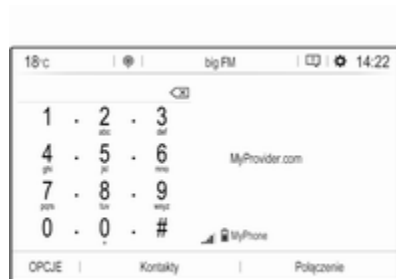 18°c big FM 14:22
1 2 3
abc def
4 5 6
ghi jkl mno
7 8 9
pqrs tuv wxyz
0 0 #
MyProvider.com
MyPhone
OPCJE Kontakty Połączenie